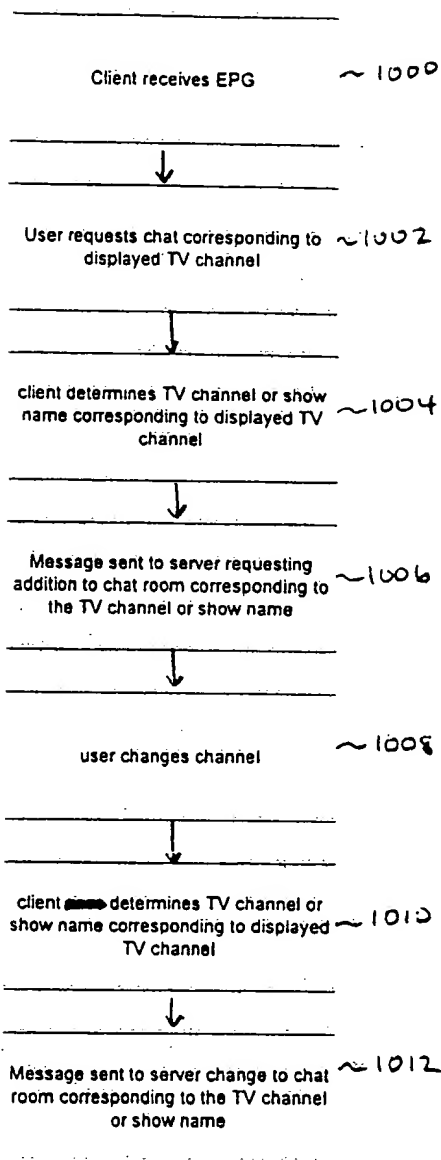 Client receives EPG ~ 1000
User requests chat corresponding to ~1002
displayed TV channel
client determines TV channel or show
name corresponding to displayed TV ~1004
channel
Message sent to server requesting
addition to chat room corresponding to ~1006
the TV channel or show name
user changes channel ~ 1008
client determines TV channel or
show name corresponding to displayed ~ 1010
TV channel
Message sent to server change to chat ~ 1012
room corresponding to the TV channel
or show name